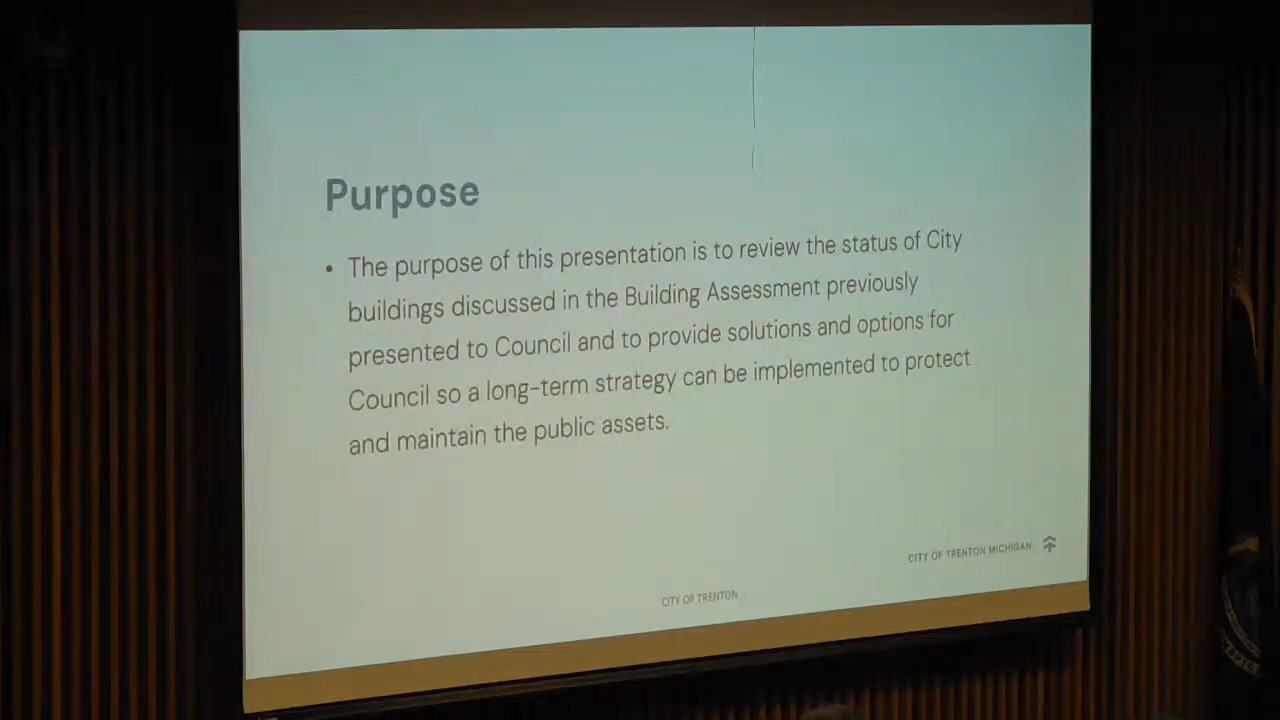 Purpose
• The purpose of this presentation is to review the status of City
buildings discussed in the Building Assessment previously
presented to Council and to provide solutions and options for
Council so a long-term strategy can be implemented to protect
and maintain the public assets.
CITY OF TRENTON MICHIGAN
CITY OF TRENTON